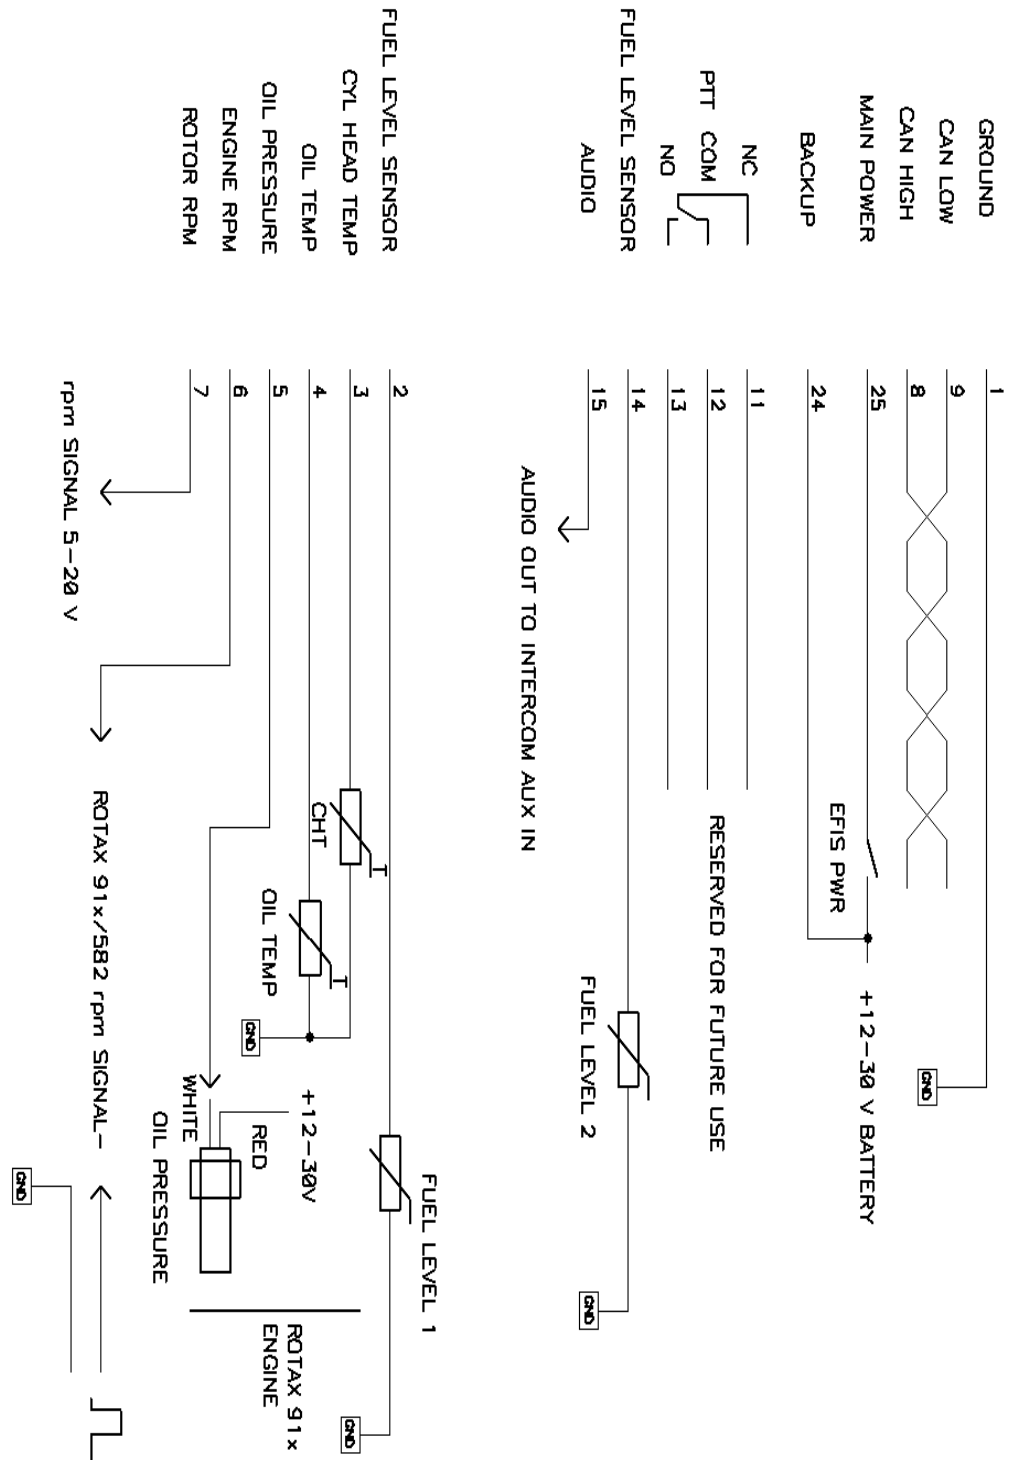 GROUND 1 GND
CAN LOW 9
CAN HIGH 8
MAIN POWER 25 +12-30 V BATTERY
EFIS PWR
BACKUP 24
NC 11
PTT COM 12 RESERVED FOR FUTURE USE
NO 13
FUEL LEVEL SENSOR 14
FUEL LEVEL 2 GND
AUDIO 15
AUDIO OUT TO INTERCOM AUX IN
FUEL LEVEL 1
FUEL LEVEL SENSOR 2
CYL HEAD TEMP 3 T GND
CHT
OIL TEMP 4 T +12-30V
OIL TEMP
ROTAX 91x
ENGINE
OIL PRESSURE 5 GND RED
ENGINE RPM 6
ROTOR RPM 7 WHITE
OIL PRESSURE
ROTAX 91x/582 rpm SIGNAL-
rpm SIGNAL 5-20 V
GND